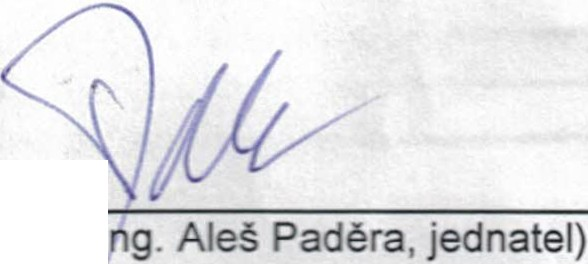 ng. Aleš Paděra, jednatel)